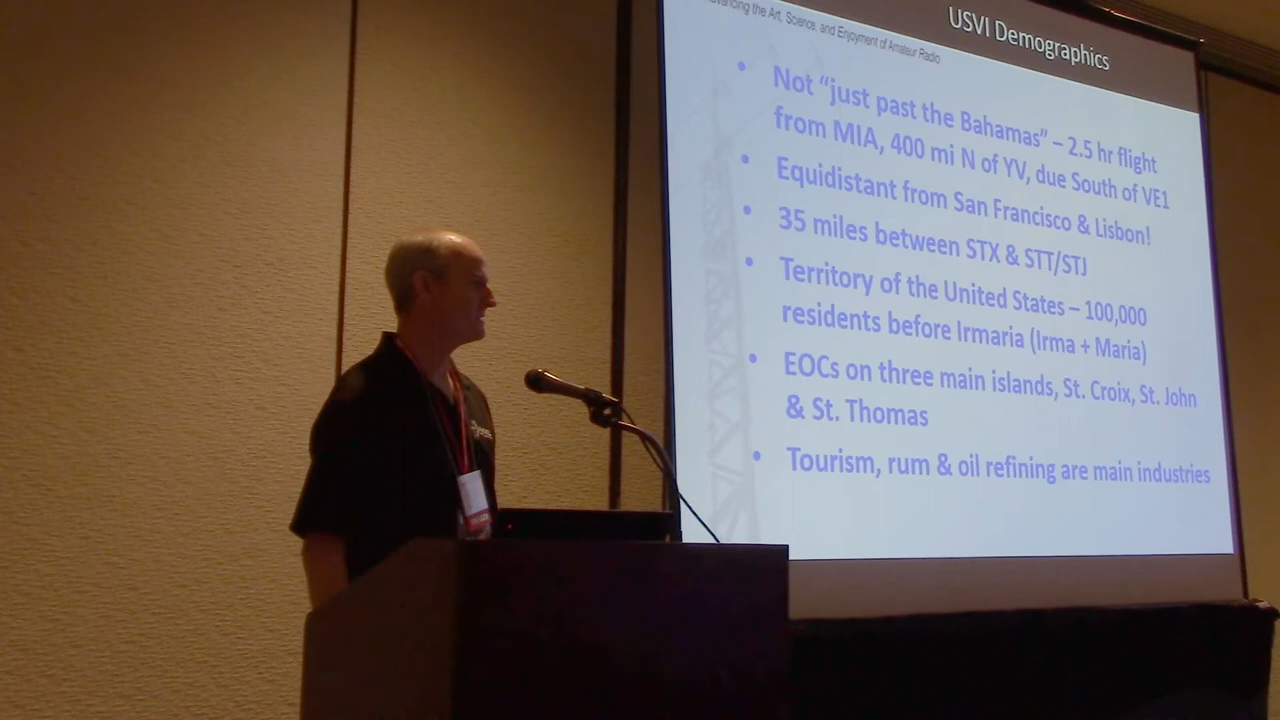 the Art, Science, and Enjoyment of Amateur Radio
USVI Demographics
• Not “just past the Bahamas” – 2.5 hr flight
from MIA, 400 mi N of YV, due South of VE1
• Equidistant from San Francisco & Lisbon!
• 35 miles between STX & STT/STJ
• Territory of the United States – 100,000
residents before Irmaria (Irma + Maria)
• EOCs on three main islands, St. Croix, St. John
& St. Thomas
• Tourism, rum & oil refining are main industries